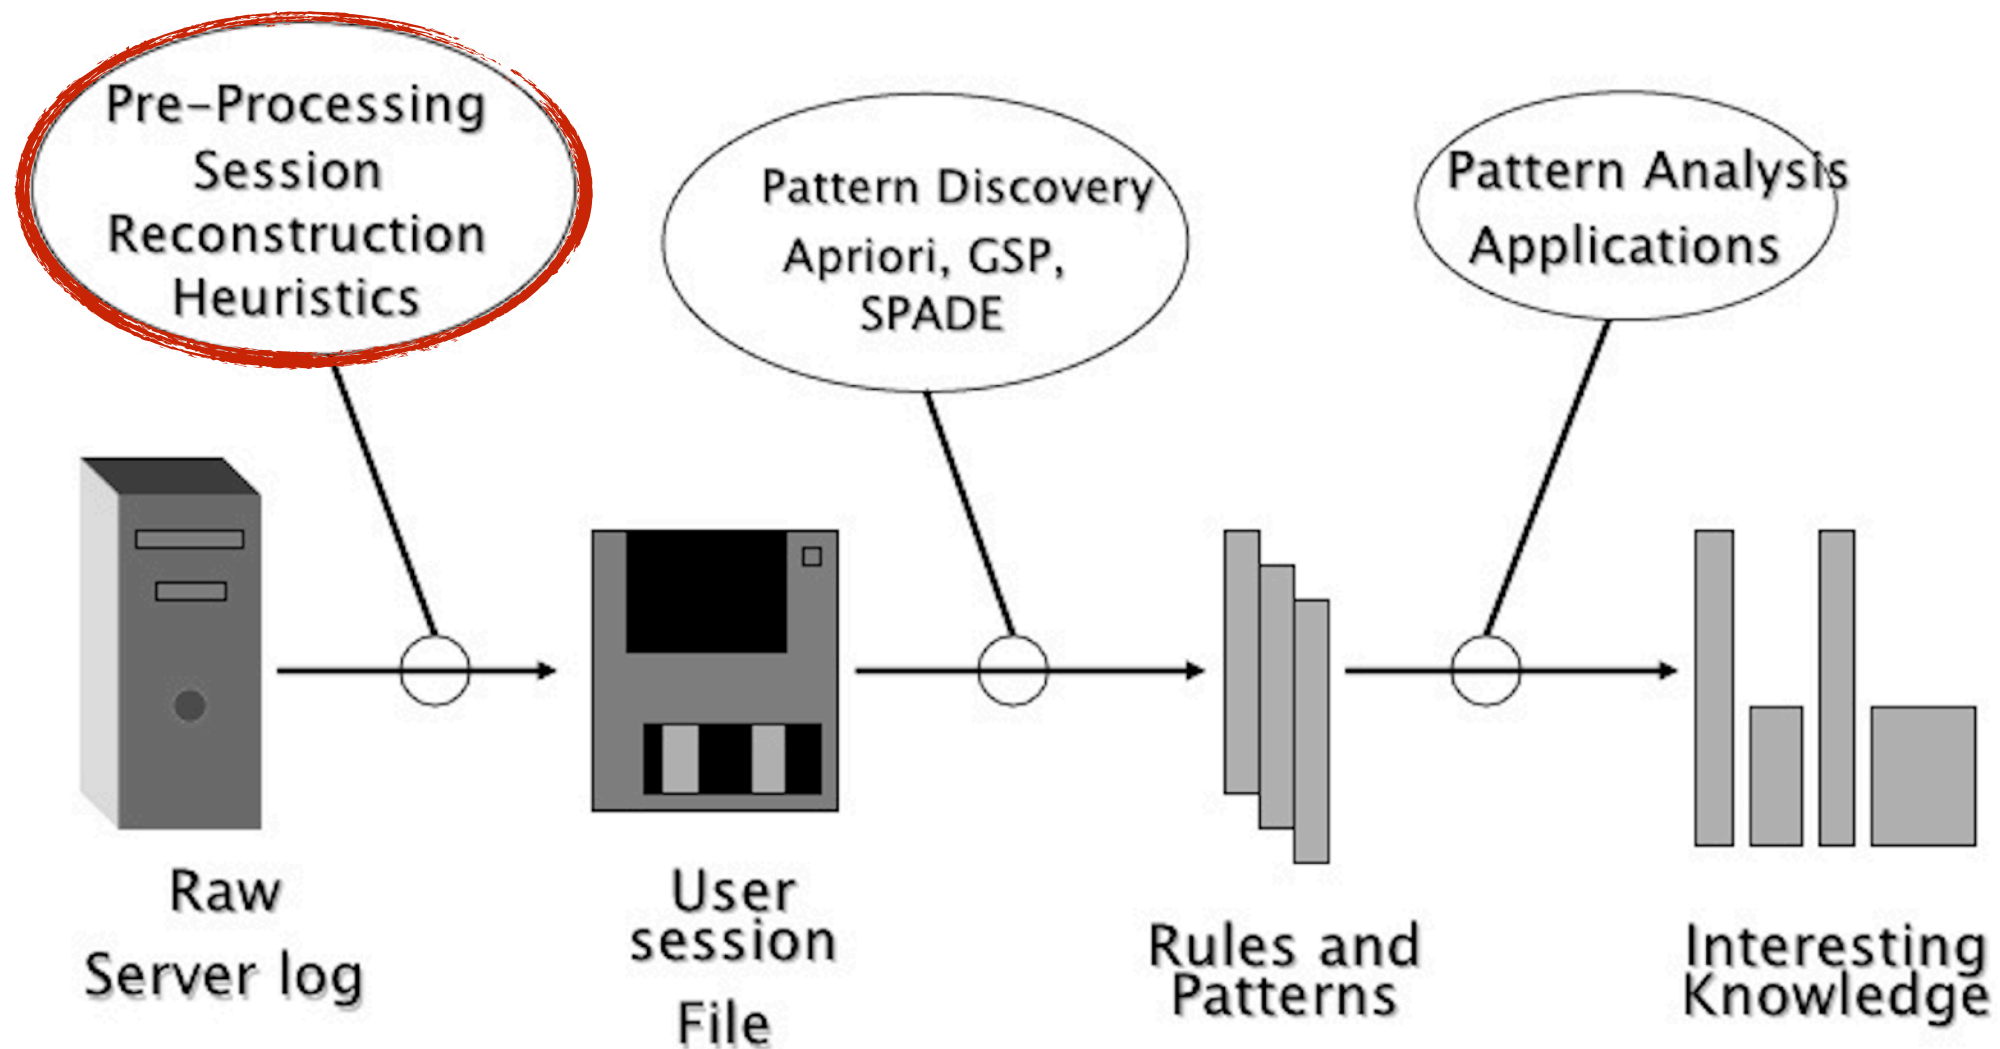 Pre-Processing
Session
Reconstruction
Heuristics
Pattern Discovery
Apriori, GSP,
SPADE
Pattern Analysis
Applications
Raw
Server log
User
session
File
Rules and
Patterns
Interesting
Knowledge